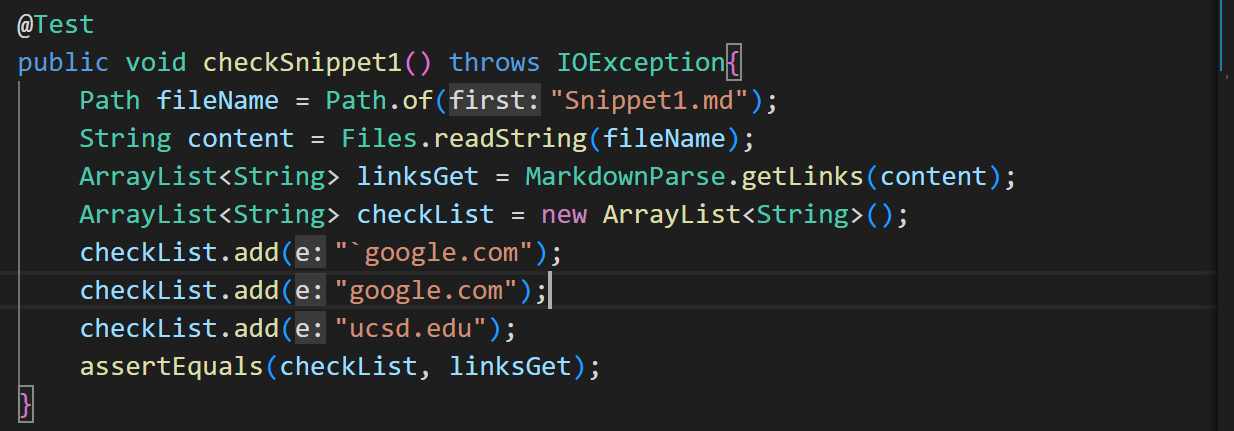 @Test
public void checkSnippet1() throws IOException{
    Path fileName = Path.of(first: "Snippet1.md");
    String content = Files.readString(fileName);
    ArrayList<String> linksGet = MarkdownParse.getLinks(content);
    ArrayList<String> checkList = new ArrayList<String>();
    checkList.add(e: "`google.com");
    checkList.add(e: "google.com");
    checkList.add(e: "ucsd.edu");
    assertEquals(checkList, linksGet);
}